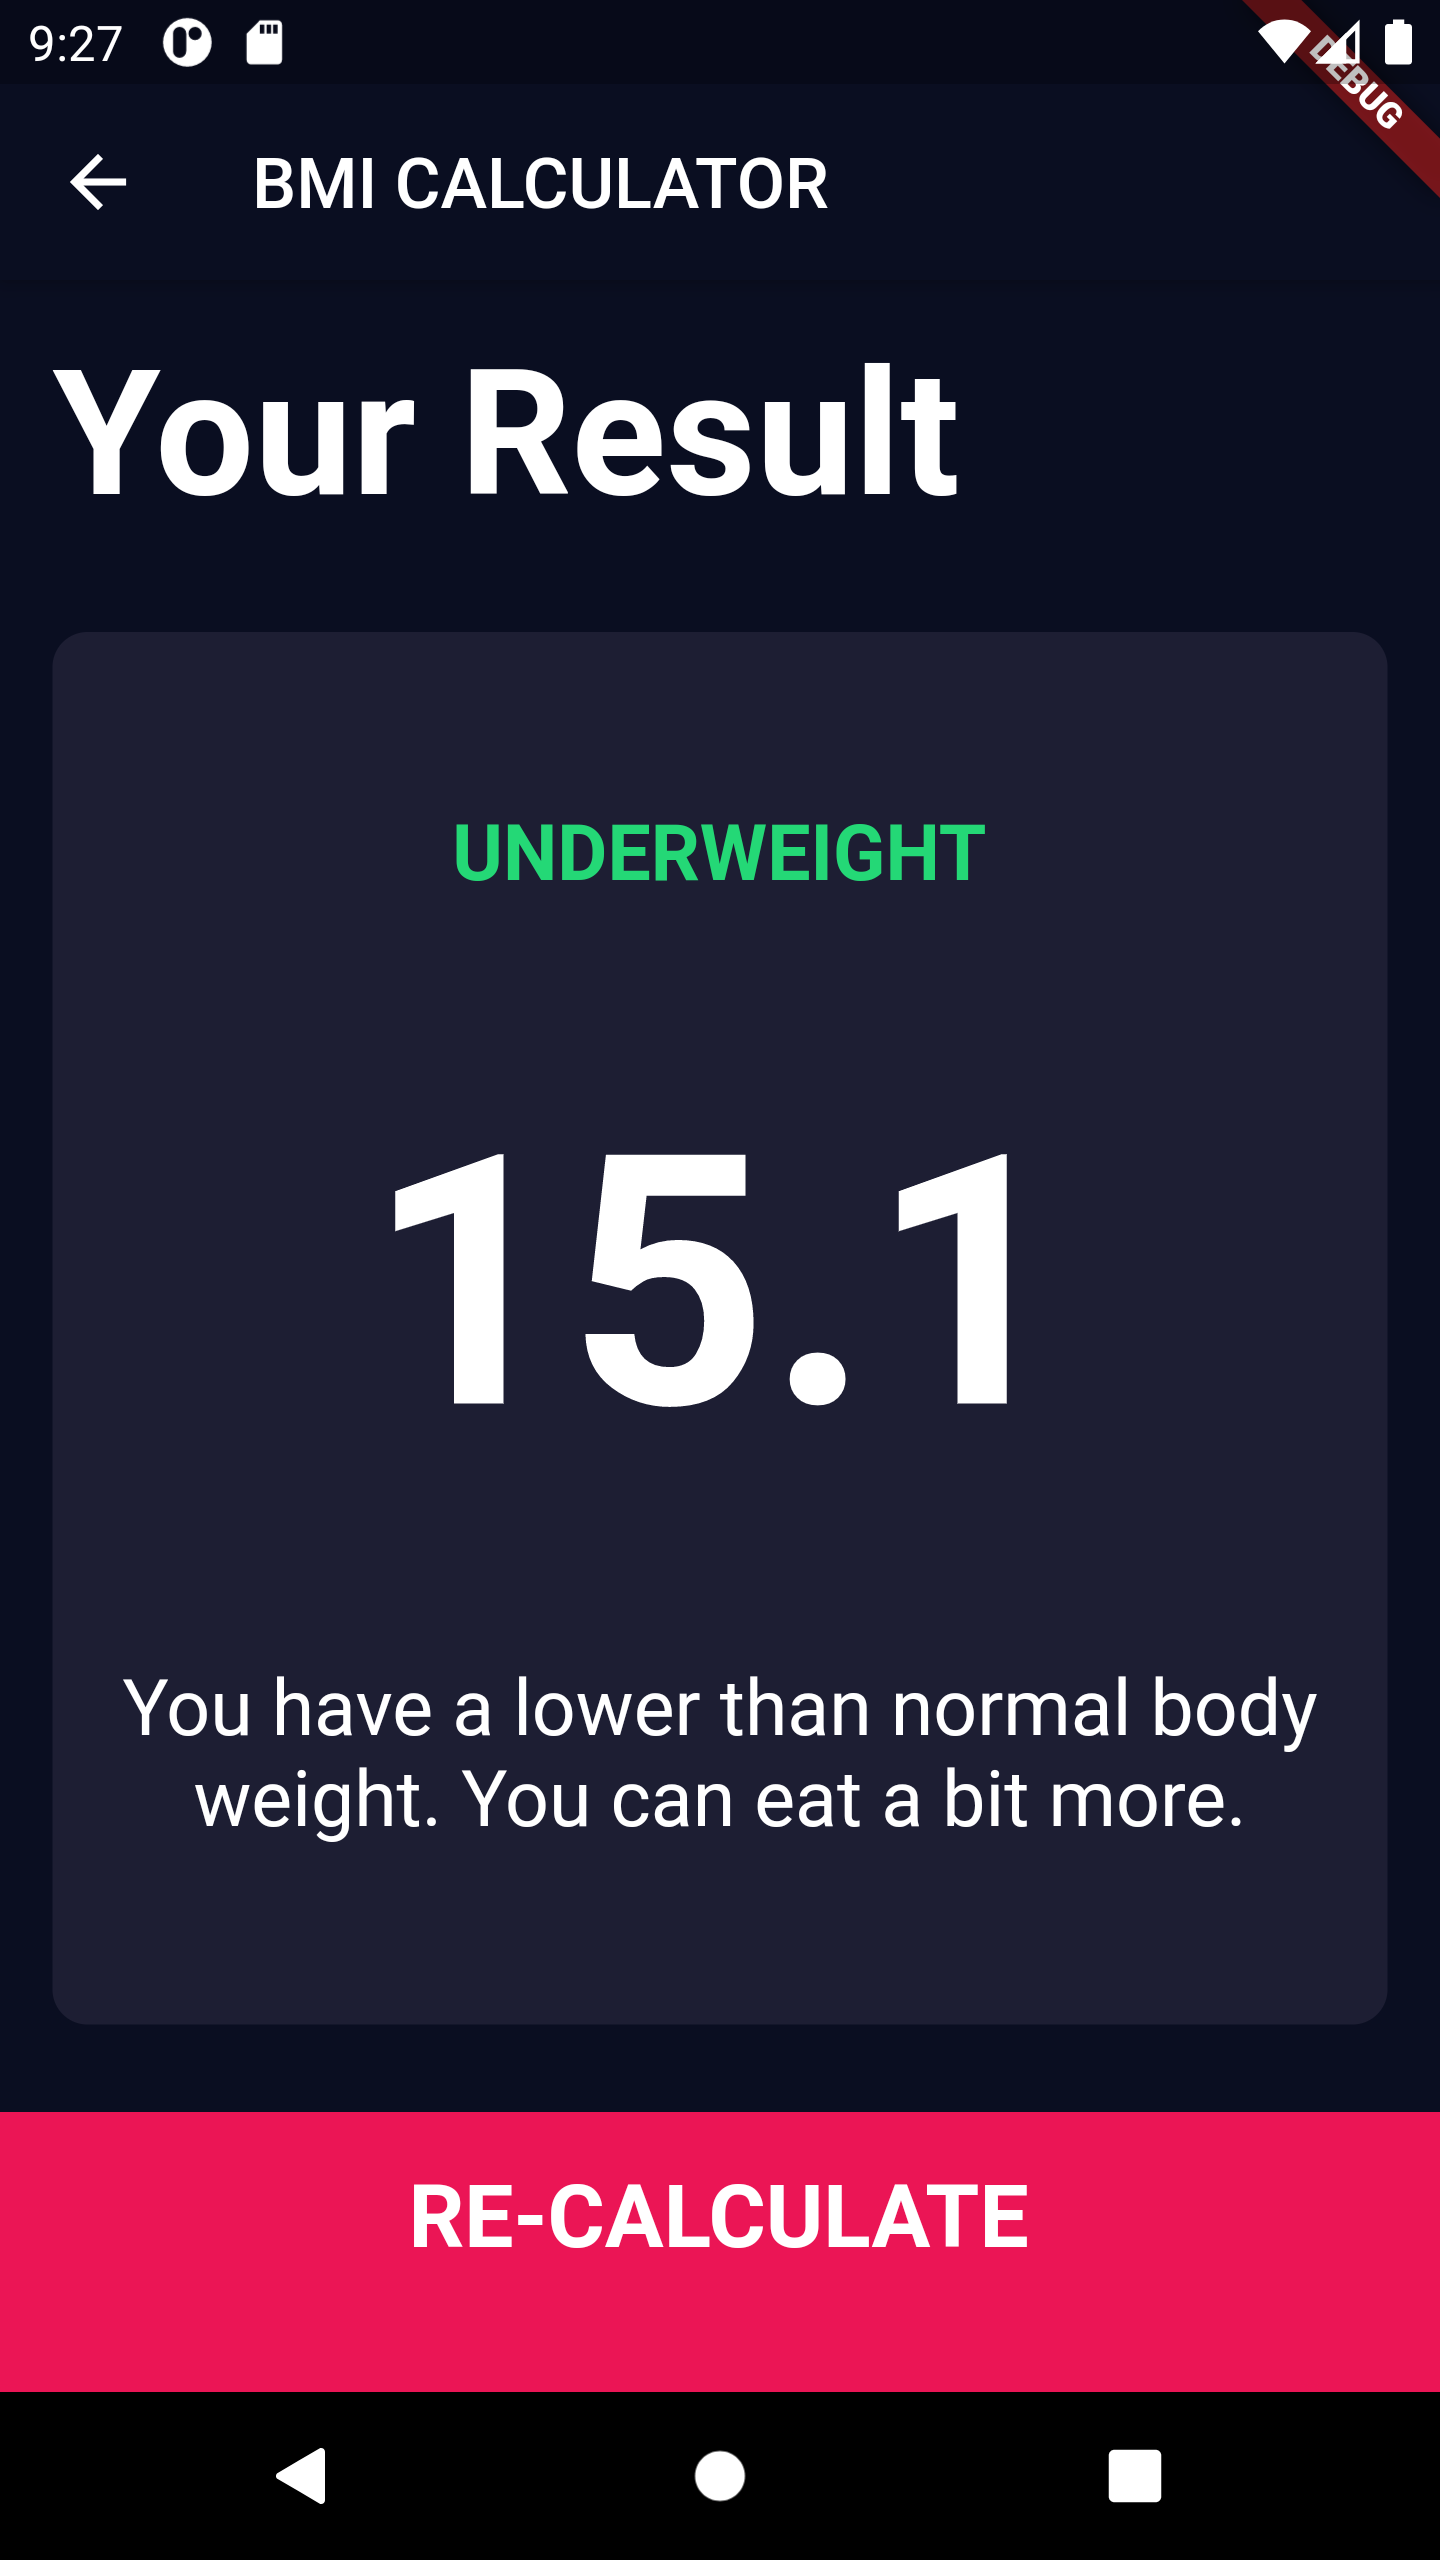 9:27
DEBUG
BMI CALCULATOR
Your Result
UNDERWEIGHT
15.1
You have a lower than normal body
weight. You can eat a bit more.
RE-CALCULATE